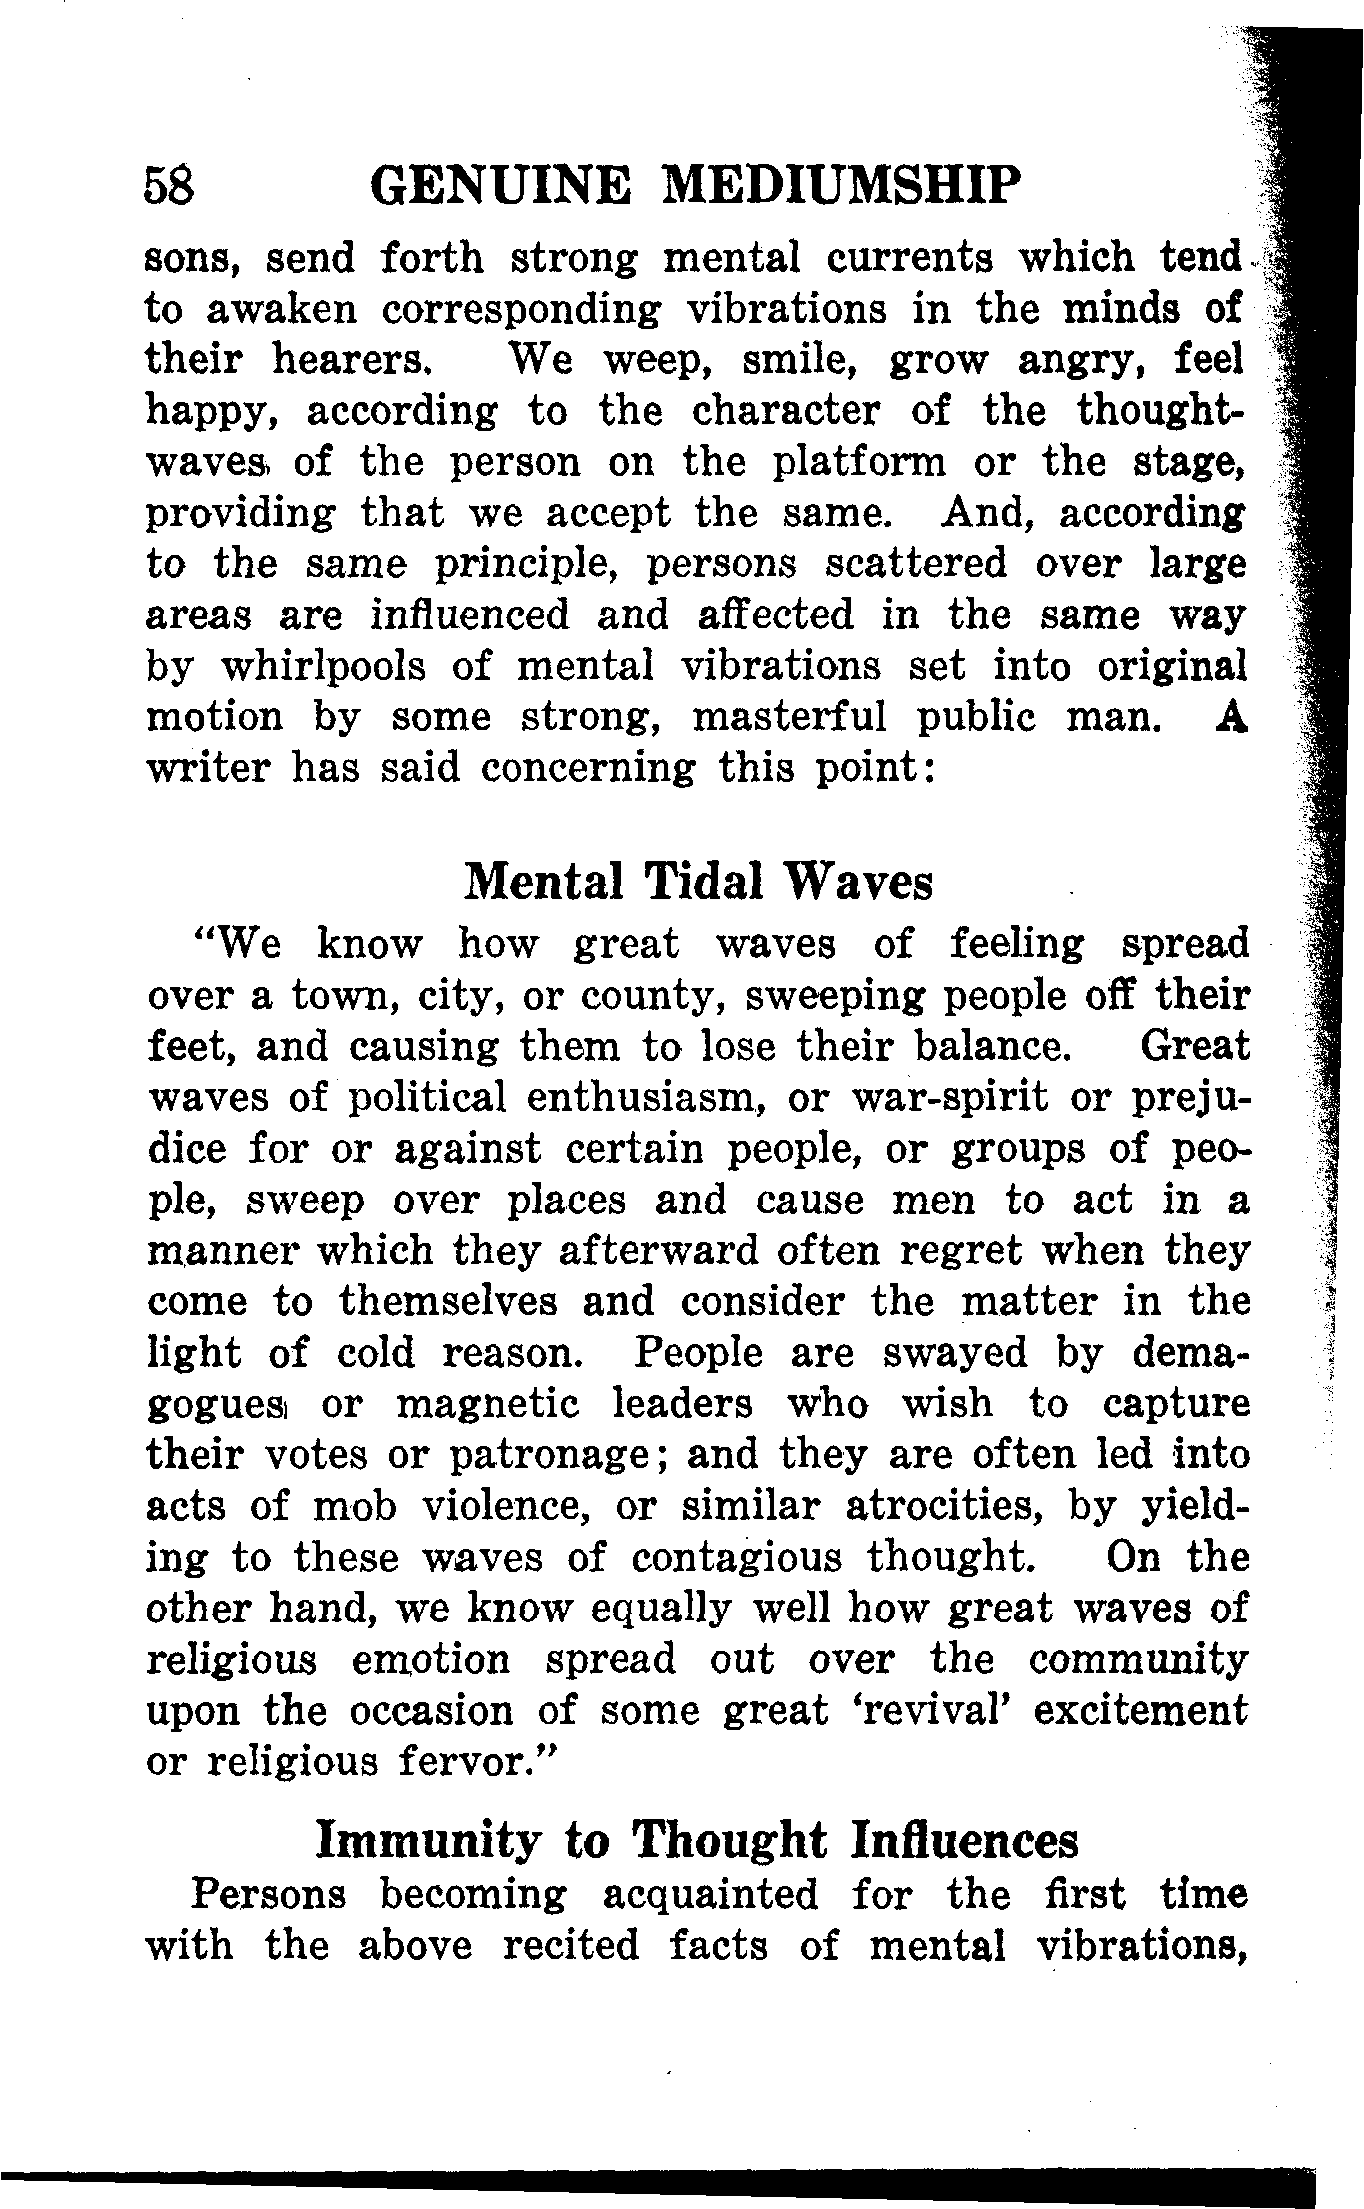 58 GENUINE MEDIUMSHIP
sons, send forth strong mental currents which tend
to awaken corresponding vibrations in the minds of
their hearers. We weep, smile, grow angry, feel
happy, according to the character of the thought-
waves of the person on the platform or the stage,
providing that we accept the same. And, according
to the same principle, persons scattered over large
areas are influenced and affected in the same way
by whirlpools of mental vibrations set into original
motion by some strong, masterful public man. A
writer has said concerning this point:
Mental Tidal Waves
"We know how great waves of feeling spread
over a town, city, or county, sweeping people off their
feet, and causing them to lose their balance. Great
waves of political enthusiasm, or war-spirit or preju-
dice for or against certain people, or groups of peo-
ple, sweep over places and cause men to act in a
manner which they afterward often regret when they
come to themselves and consider the matter in the
light of cold reason. People are swayed by dema-
gogues or magnetic leaders who wish to capture
their votes or patronage; and they are often led into
acts of mob violence, or similar atrocities, by yield-
ing to these waves of contagious thought. On the
other hand, we know equally well how great waves of
religious emotion spread out over the community
upon the occasion of some great 'revival' excitement
or religious fervor."
Immunity to Thought Influences
Persons becoming acquainted for the first time
with the above recited facts of mental vibrations,